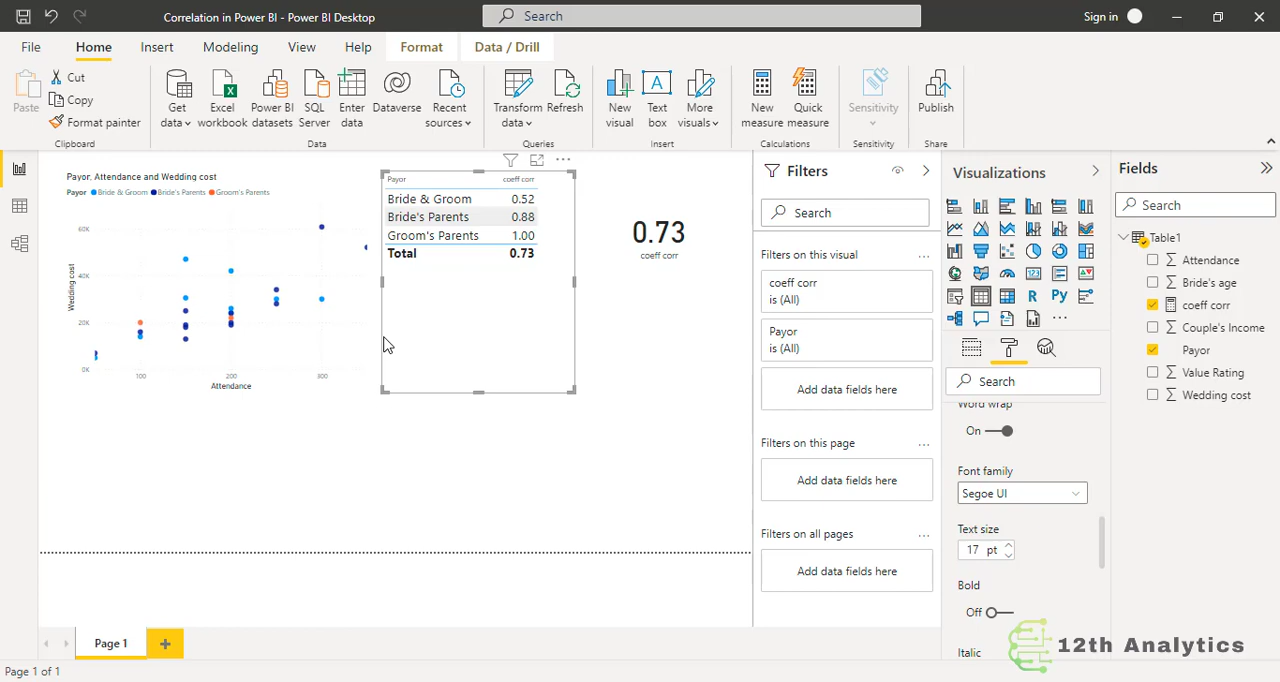 Correlation in Power BI - Power BI Desktop
Search
Sign in
File
Home
Insert
Modeling
View
Help
Format
Data / Drill
Paste
Cut
Copy
Format painter
Get data
Excel workbook
Power BI datasets
SQL Server
Enter data
Dataverse
Recent sources
Transform data
Refresh
New visual
Text box
More visuals
New measure
Quick measure
Sensitivity
Publish
Clipboard
Data
Queries
Insert
Calculations
Sensitivity
Share
Payor, Attendance and Wedding cost
Payor Bride & Groom Bride's Parents Groom's Parents
Wedding cost
60K
40K
20K
0K
100 200 300
Attendance
Payor coeff corr
Bride & Groom 0.52
Bride's Parents 0.88
Groom's Parents 1.00
Total 0.73
0.73
coeff corr
Filters
Search
Filters on this visual
coeff corr
is (All)
Payor
is (All)
Add data fields here
Filters on this page
Add data fields here
Filters on all pages
Add data fields here
Visualizations
123
R
Py
Search
Word wrap
On
Font family
Segoe UI
Text size
17 pt
Bold
Off
Italic
Fields
Search
Table1
Attendance
Bride's age
coeff corr
Couple's Income
Payor
Value Rating
Wedding cost
12th Analytics
Page 1
Page 1 of 1